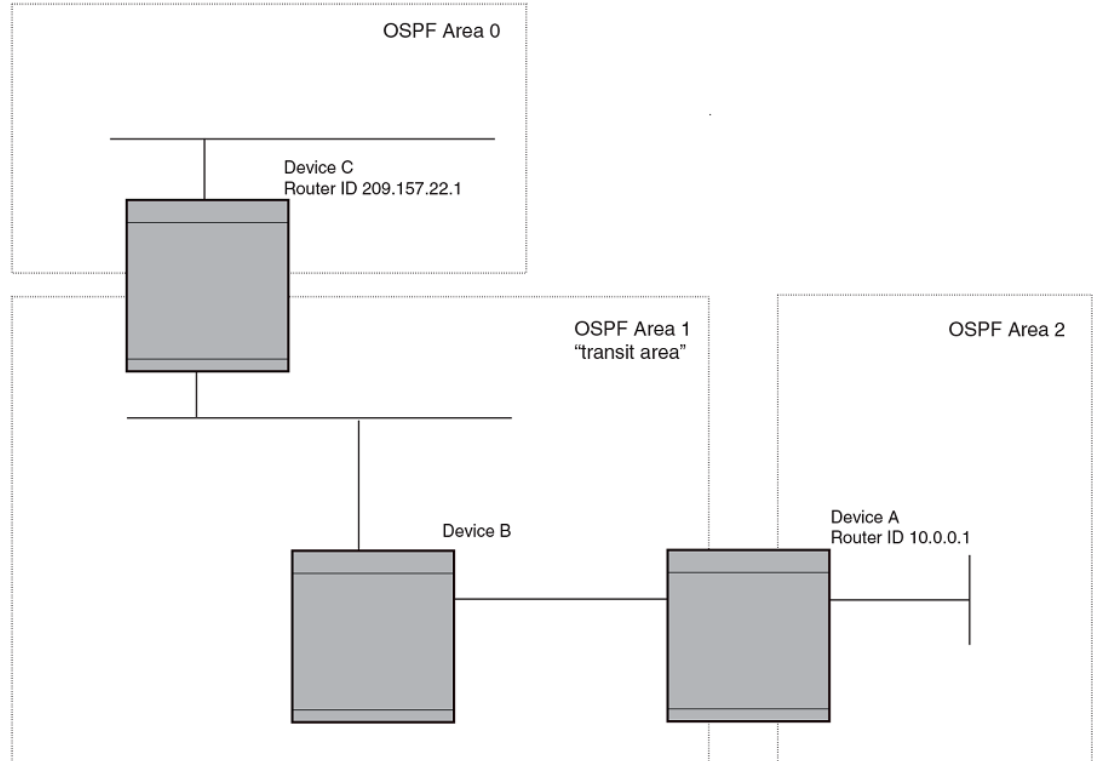 OSPF Area 0
Device C
Router ID 209.157.22.1
OSPF Area 1
“transit area”
OSPF Area 2
Device B
Device A
Router ID 10.0.0.1